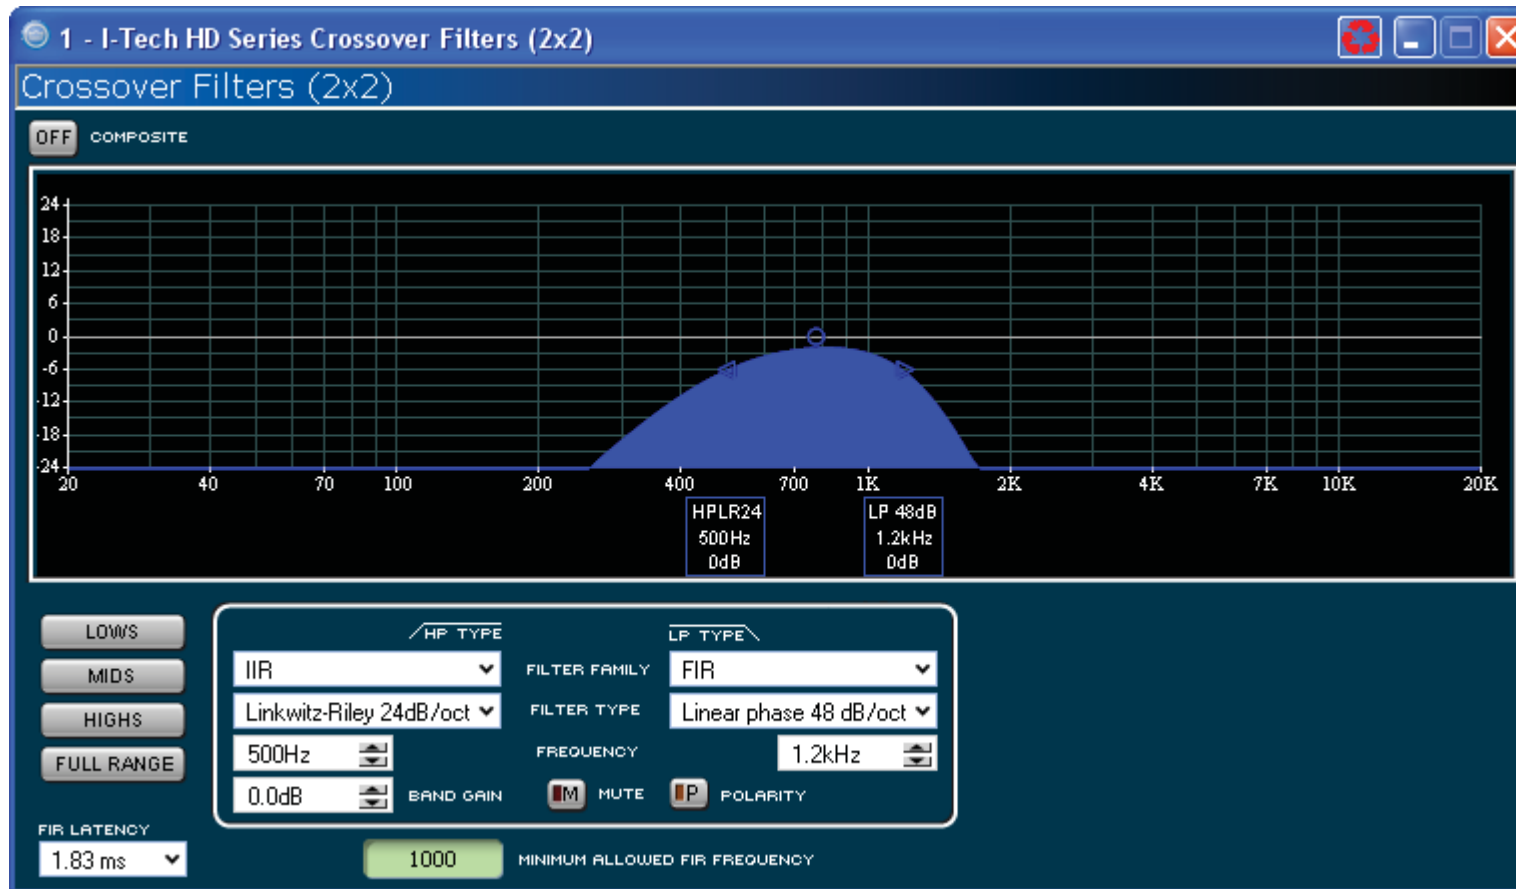 1 - I-Tech HD Series Crossover Filters (2x2)
Crossover Filters (2x2)
OFF COMPOSITE
24
18
12
6
0
-6
-12
-18
-24
20 40 70 100 200 400 700 1K 2K 4K 7K 10K 20K
HPLR24 LP 48dB
500Hz 1.2kHz
0dB 0dB
LOWS HP TYPE LP TYPE
MIDS IIR FILTER FAMILY FIR
HIGHS Linkwitz-Riley 24dB/oct FILTER TYPE Linear phase 48 dB/oct
FULL RANGE 500Hz FREQUENCY 1.2kHz
0.0dB BAND GAIN M MUTE P POLARITY
FIR LATENCY
1.83 ms 1000 MINIMUM ALLOWED FIR FREQUENCY